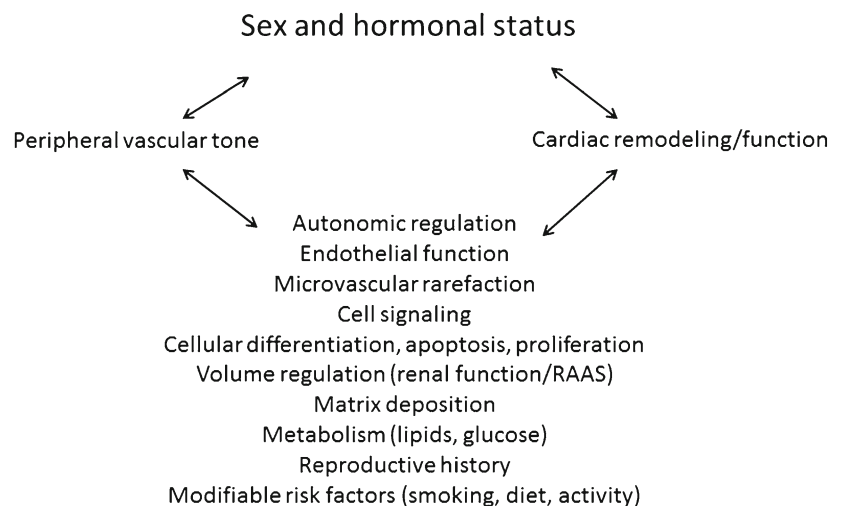 Sex and hormonal status
Peripheral vascular tone
Cardiac remodeling/function
Autonomic regulation
Endothelial function
Microvascular rarefaction
Cell signaling
Cellular differentiation, apoptosis, proliferation
Volume regulation (renal function/RAAS)
Matrix deposition
Metabolism (lipids, glucose)
Reproductive history
Modifiable risk factors (smoking, diet, activity)